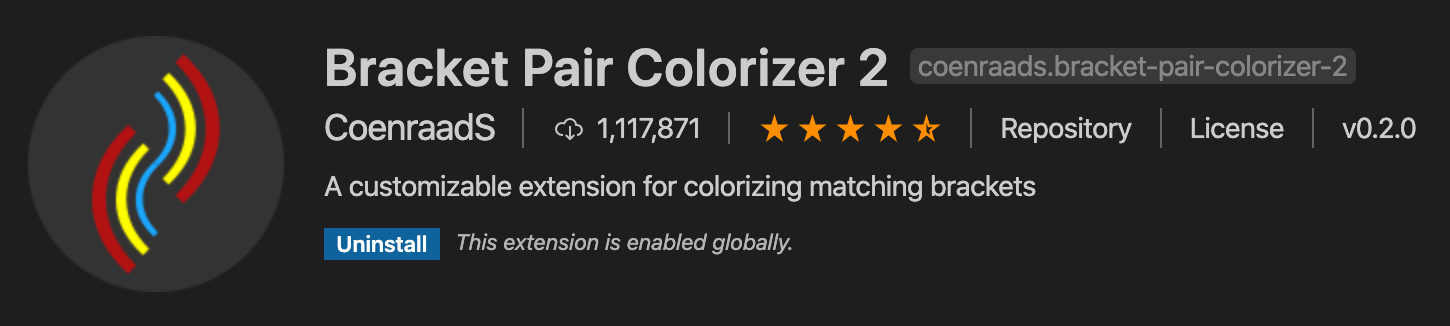 Bracket Pair Colorizer 2 coenraads.bracket-pair-colorizer-2
CoenraadS 1,117,871 Repository License v0.2.0
A customizable extension for colorizing matching brackets
Uninstall This extension is enabled globally.